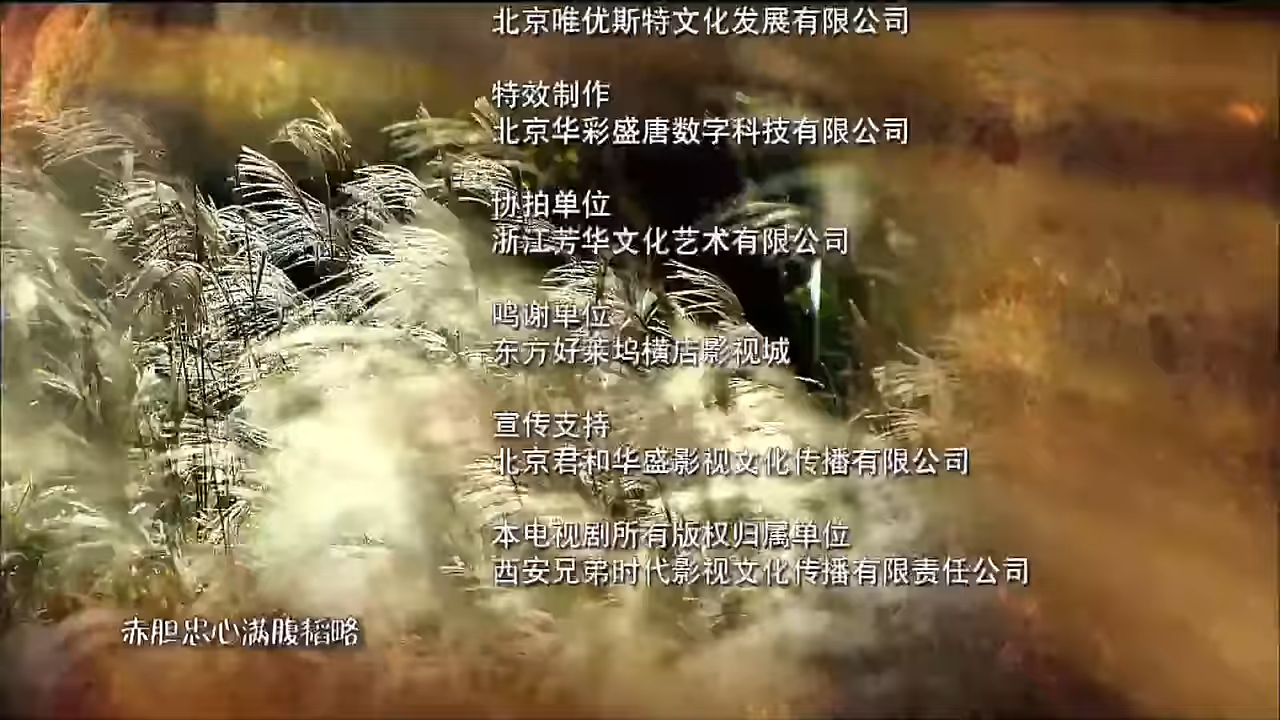 北京唯优斯特文化发展有限公司
特效制作
北京华彩盛唐数字科技有限公司
协拍单位
浙江芳华文化艺术有限公司
鸣谢单位
东方好莱坞横店影视城
宣传支持
北京君和华盛影视文化传播有限公司
本电视剧所有版权归属单位
西安兄弟时代影视文化传播有限责任公司
赤胆忠心满腹韬略